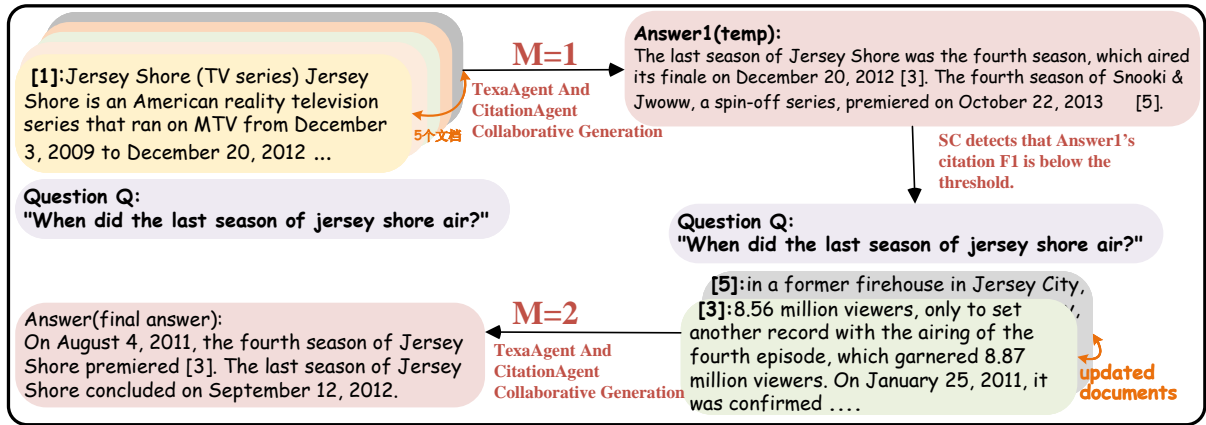 [1]:Jersey Shore (TV series) Jersey
Shore is an American reality television
series that ran on MTV from December
3, 2009 to December 20, 2012 ...
5个文档
Question Q:
"When did the last season of jersey shore air?"
M=1
TexaAgent And
CitationAgent
Collaborative Generation
Answer1(temp):
The last season of Jersey Shore was the fourth season, which aired
its finale on December 20, 2012 [3]. The fourth season of Snooki &
Jwoww, a spin-off series, premiered on October 22, 2013 [5].
SC detects that Answer1's
citation F1 is below the
threshold.
Question Q:
"When did the last season of jersey shore air?"
[5]:in a former firehouse in Jersey City,
[3]:8.56 million viewers, only to set
another record with the airing of the
fourth episode, which garnered 8.87
million viewers. On January 25, 2011, it
was confirmed ....
updated
documents
M=2
TexaAgent And
CitationAgent
Collaborative Generation
Answer(final answer):
On August 4, 2011, the fourth season of Jersey
Shore premiered [3]. The last season of Jersey
Shore concluded on September 12, 2012.